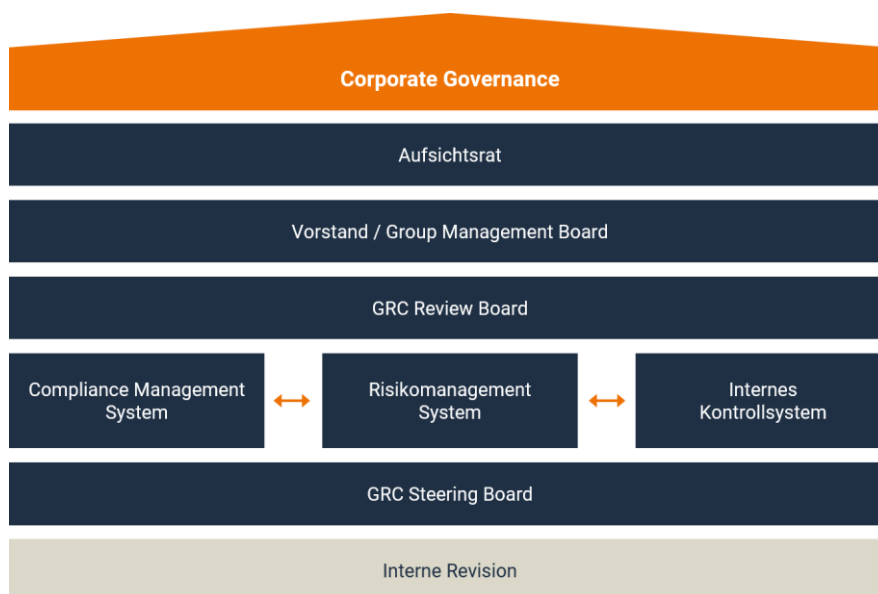 Corporate Governance
Aufsichtsrat
Vorstand / Group Management Board
GRC Review Board
Compliance Management
System
Risikomanagement
System
Internes
Kontrollsystem
GRC Steering Board
Interne Revision